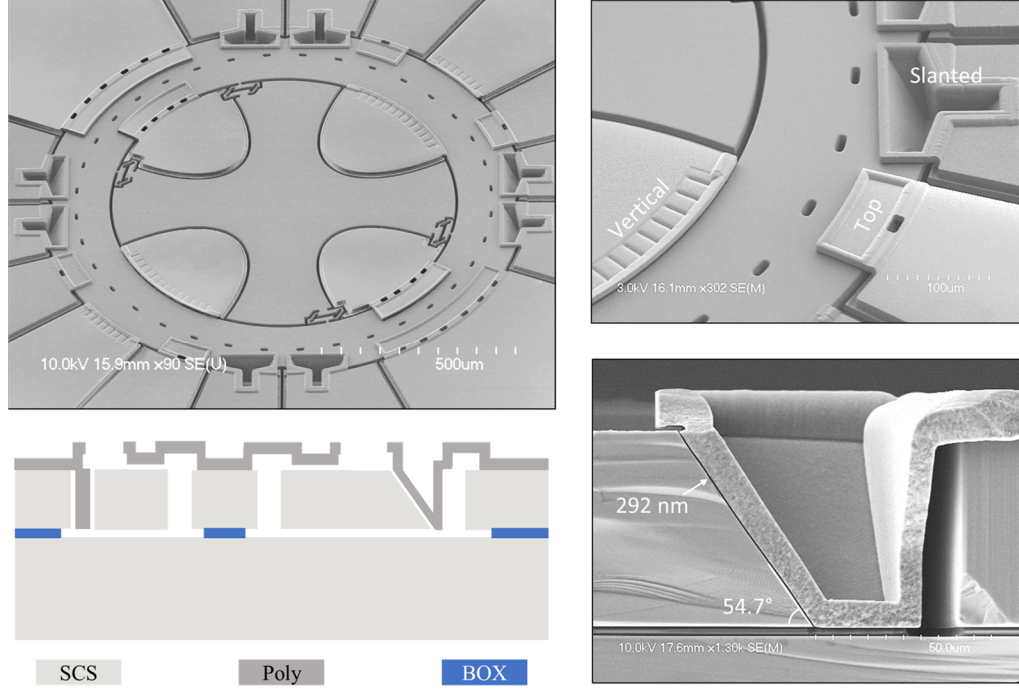 10.0kV 15.9mm x90 SE(U)
500um
Slanted
Vertical
Top
3.0kV 16.1mm x302 SE(M)
100um
292 nm
54.7°
10.0kV 17.6mm x1.30k SE(M)
50.0um
SCS
Poly
BOX